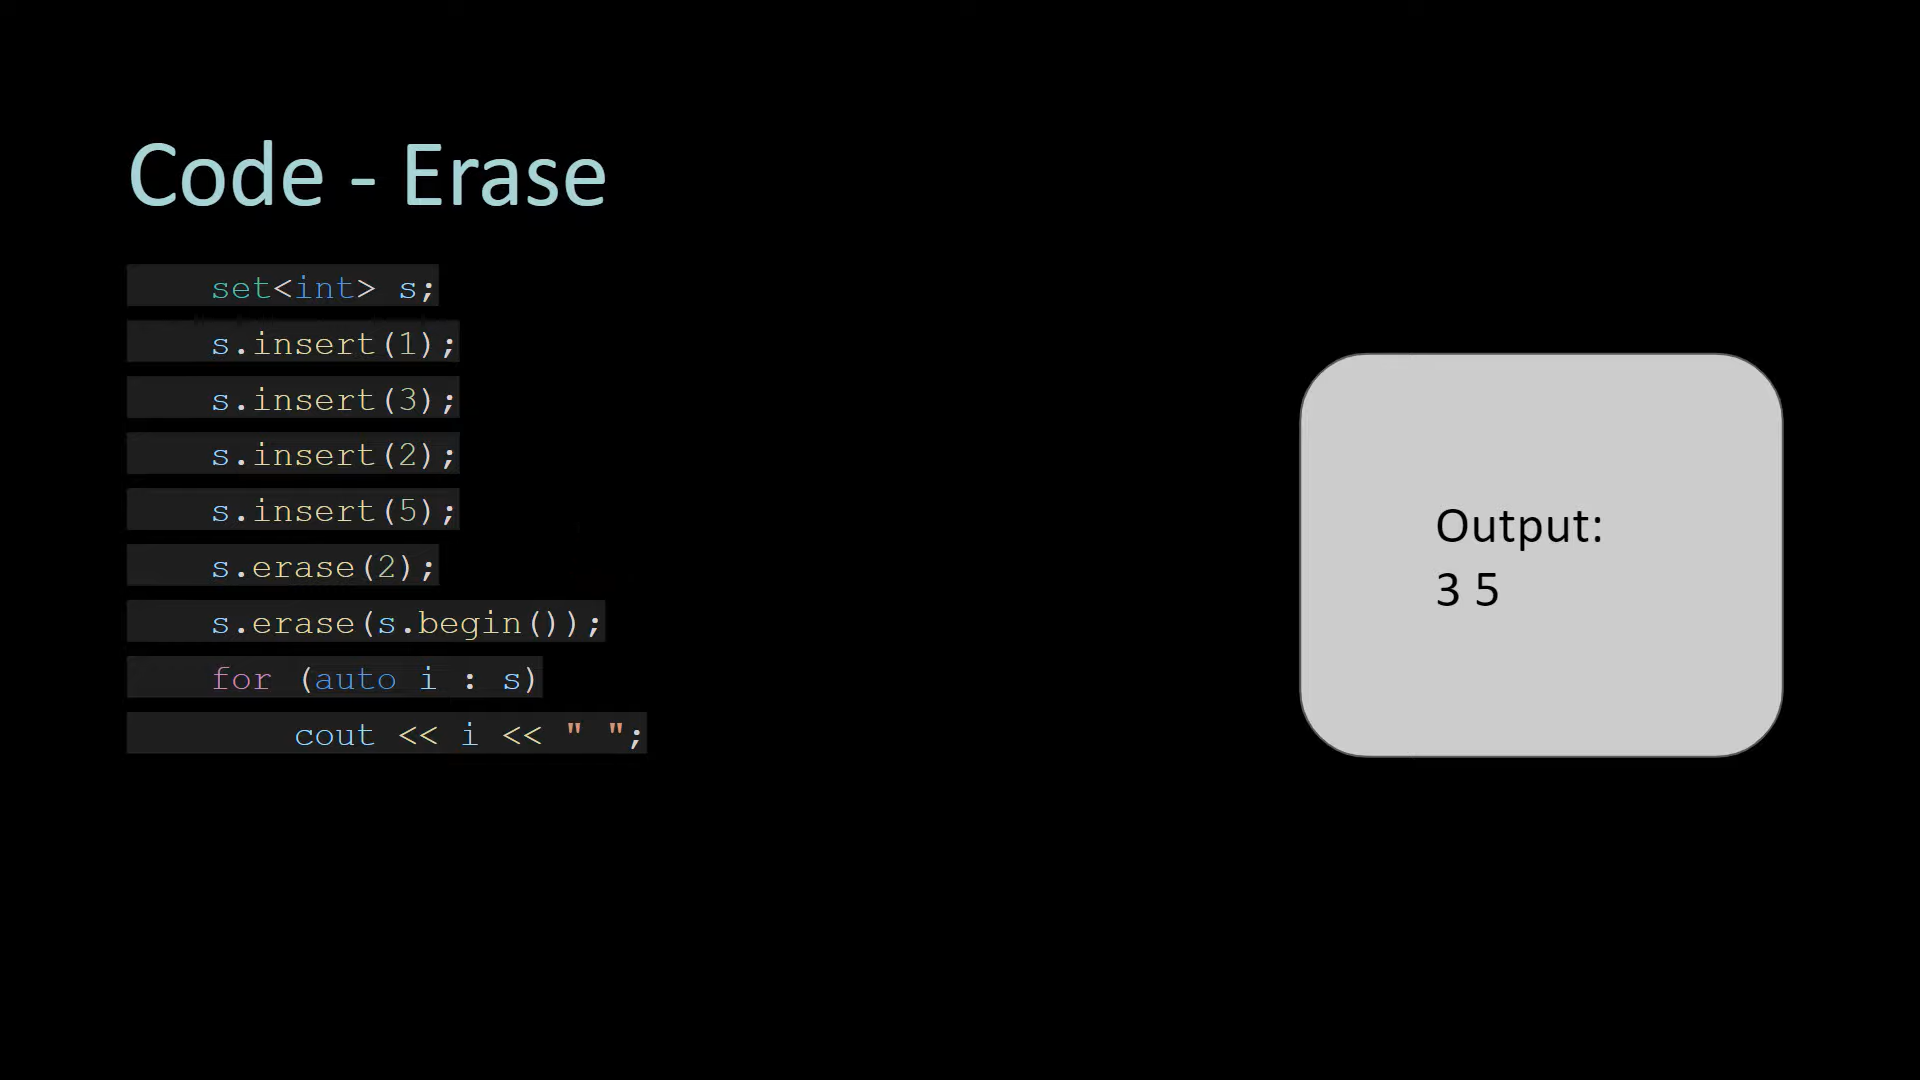 Code - Erase
set<int> s;
s.insert(1);
s.insert(3);
s.insert(2);
s.insert(5);
s.erase(2);
s.erase(s.begin());
for (auto i : s)
cout << i << " ";
Output:
3 5